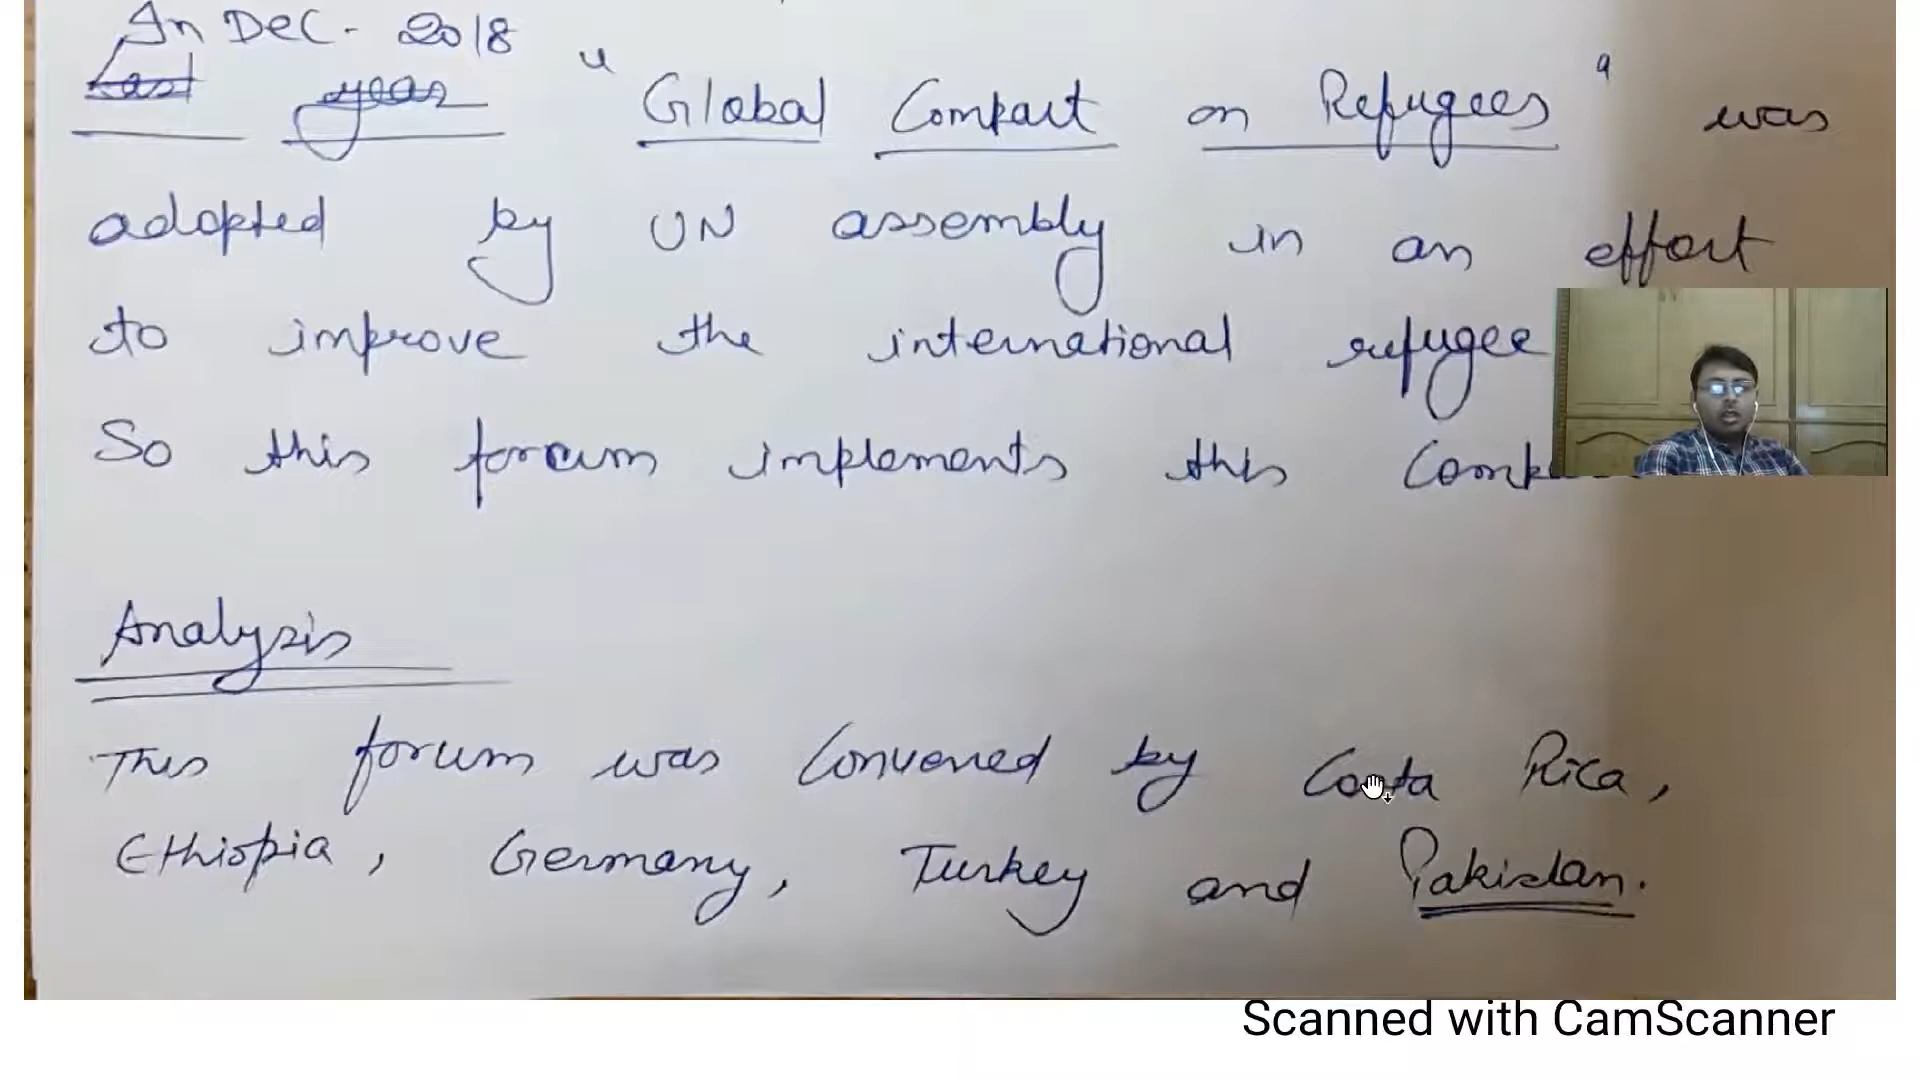 In Dec. 2018
Last year "Global Compact on Refugees" was
adopted by UN assembly in an effort
to improve the international refugee
So this forum implements this
Analysis
This forum was convened by Costa Rica,
Ethiopia, Germany, Turkey and Pakistan.
Scanned with CamScanner